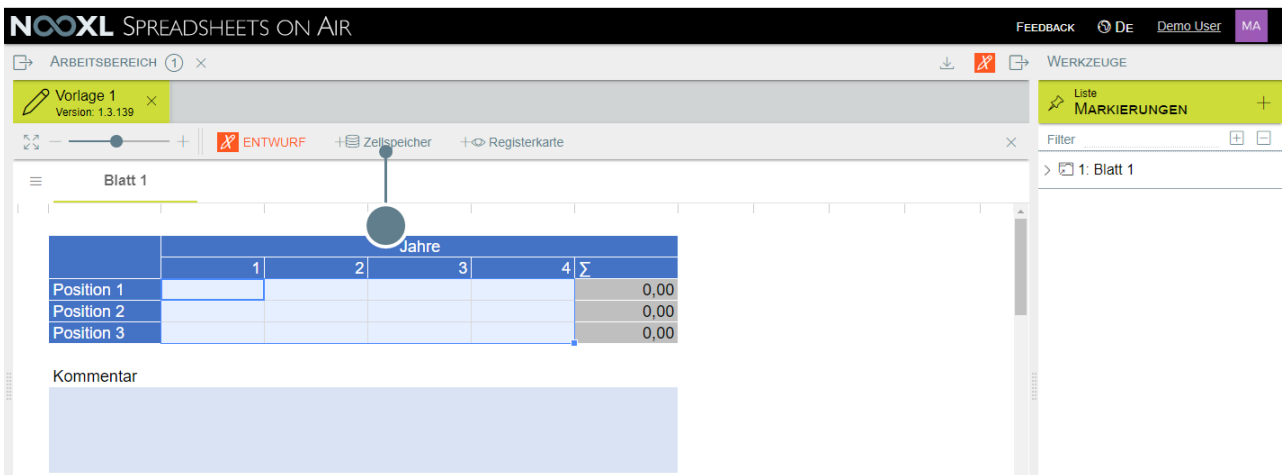 NOOXL SPREADSHEETS ON AIR
FEEDBACK DE Demo User MA
ARBEITSBEREICH 1
WERKZEUGE
Vorlage 1
Version: 1.3.139
Liste
MARKIERUNGEN
ENTWURF Zellspeicher Registerkarte
Filter
Blatt 1
1: Blatt 1
Jahre
1 2 3 4 Σ
Position 1 0,00
Position 2 0,00
Position 3 0,00
Kommentar